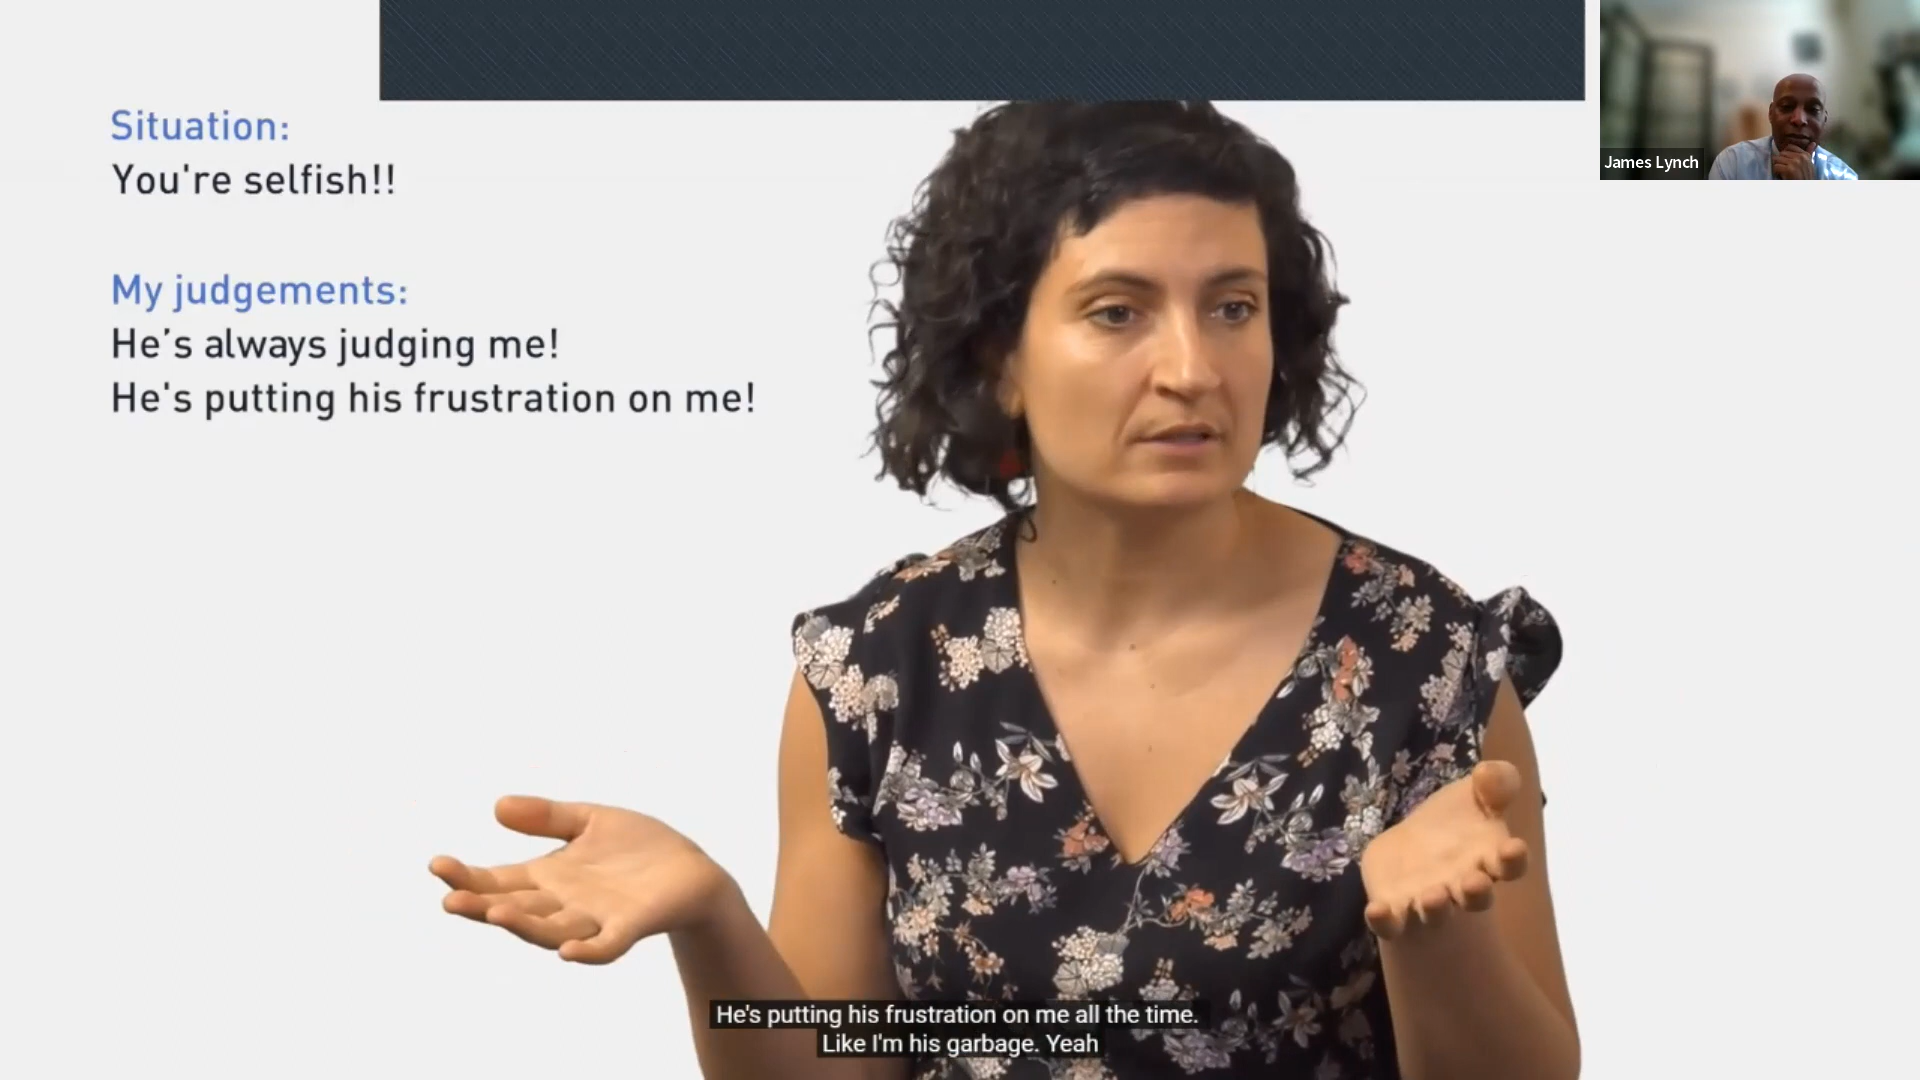 Situation:
You're selfish!!
My judgements:
He's always judging me!
He's putting his frustration on me!
James Lynch
He's putting his frustration on me all the time.
Like I'm his garbage. Yeah